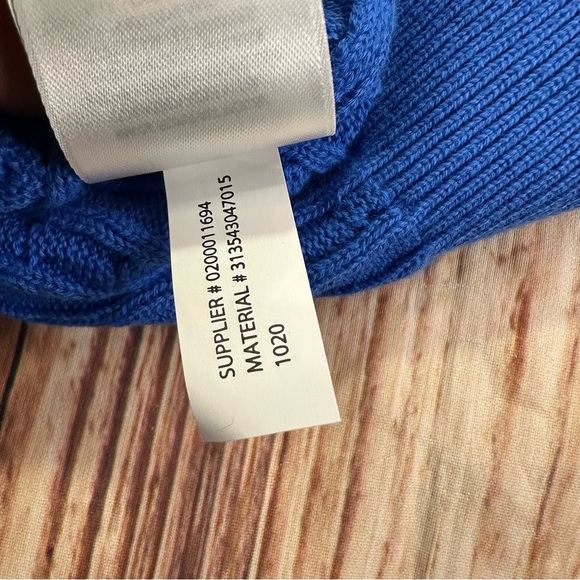 SUPPLIER # 0200011694
MATERIAL # 313543047015
1020